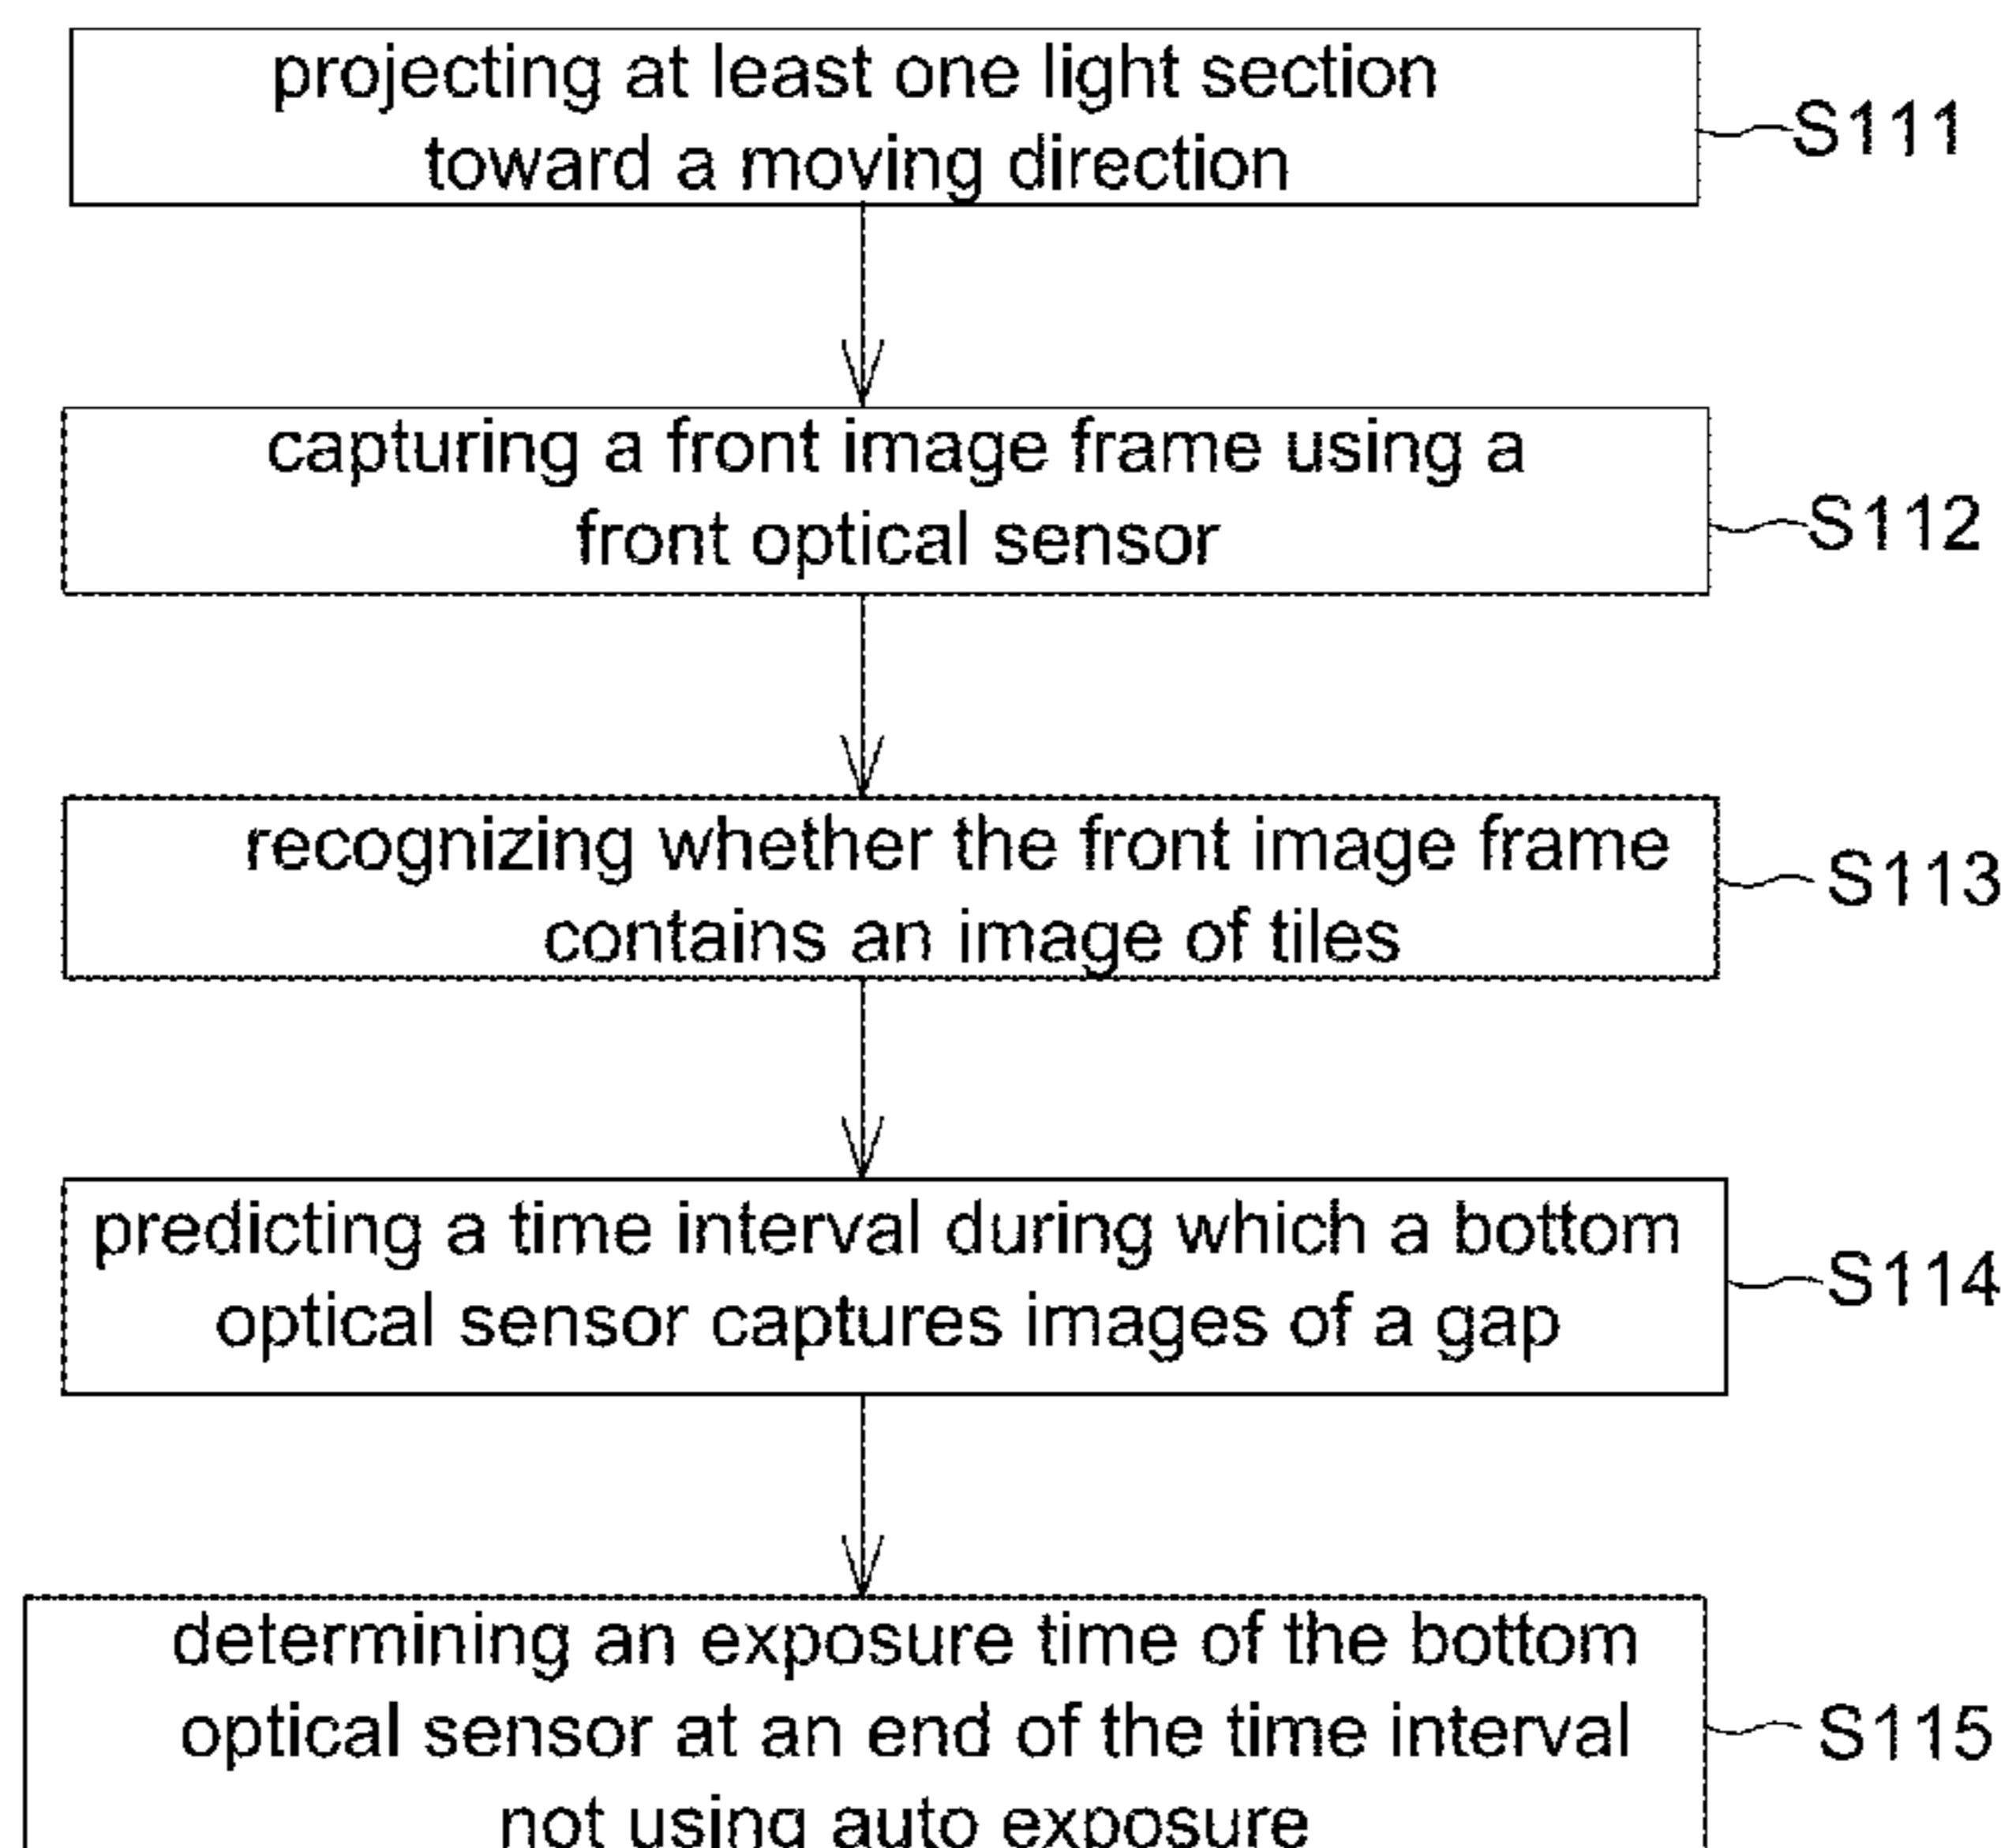 projecting at least one light section
toward a moving direction
S111
capturing a front image frame using a
front optical sensor
S112
recognizing whether the front image frame
contains an image of tiles
S113
predicting a time interval during which a bottom
optical sensor captures images of a gap
S114
determining an exposure time of the bottom
optical sensor at an end of the time interval
not using auto exposure
S115